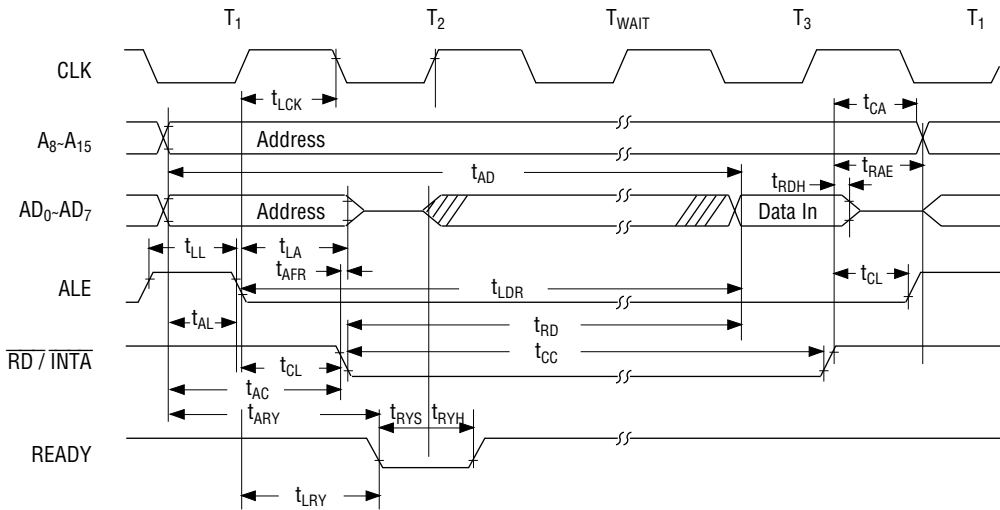 T1 T2 TWAIT T3 T1
CLK
tLCK
tCA
A8~A15
Address
tAD
tRAE
tRDH
AD0~AD7
Address
Data In
tLL
tLA
tAFR
tCL
ALE
tLDR
tAL
tRD
RD / INTA
tCC
tCL
tAC
tARY
tRYS
tRYH
READY
tLRY